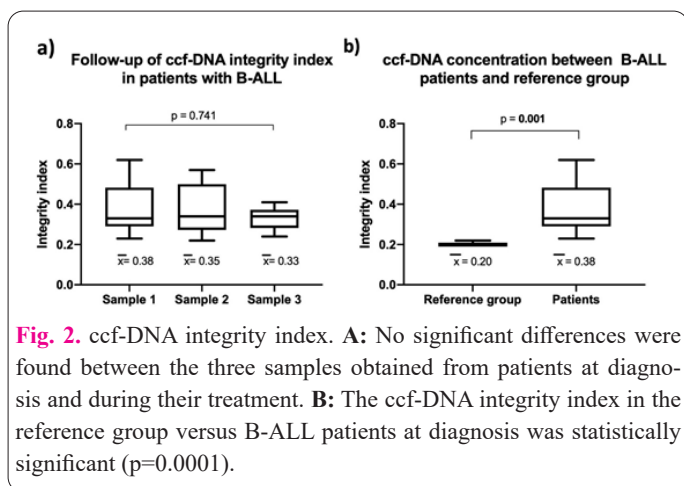 a)
Follow-up of ccf-DNA integrity index
in patients with B-ALL
p = 0.741
Integrity index
0.8
0.6
0.4
0.2
0.0
x= 0.38
x= 0.35
x= 0.33
Sample 1
Sample 2
Sample 3
b)
ccf-DNA concentration between B-ALL
patients and reference group
p = 0.001
Integrity index
0.8
0.6
0.4
0.2
0.0
x = 0.20
x = 0.38
Reference group
Patients
Fig. 2. ccf-DNA integrity index. A: No significant differences were
found between the three samples obtained from patients at diagno-
sis and during their treatment. B: The ccf-DNA integrity index in the
reference group versus B-ALL patients at diagnosis was statistically
significant (p=0.0001).